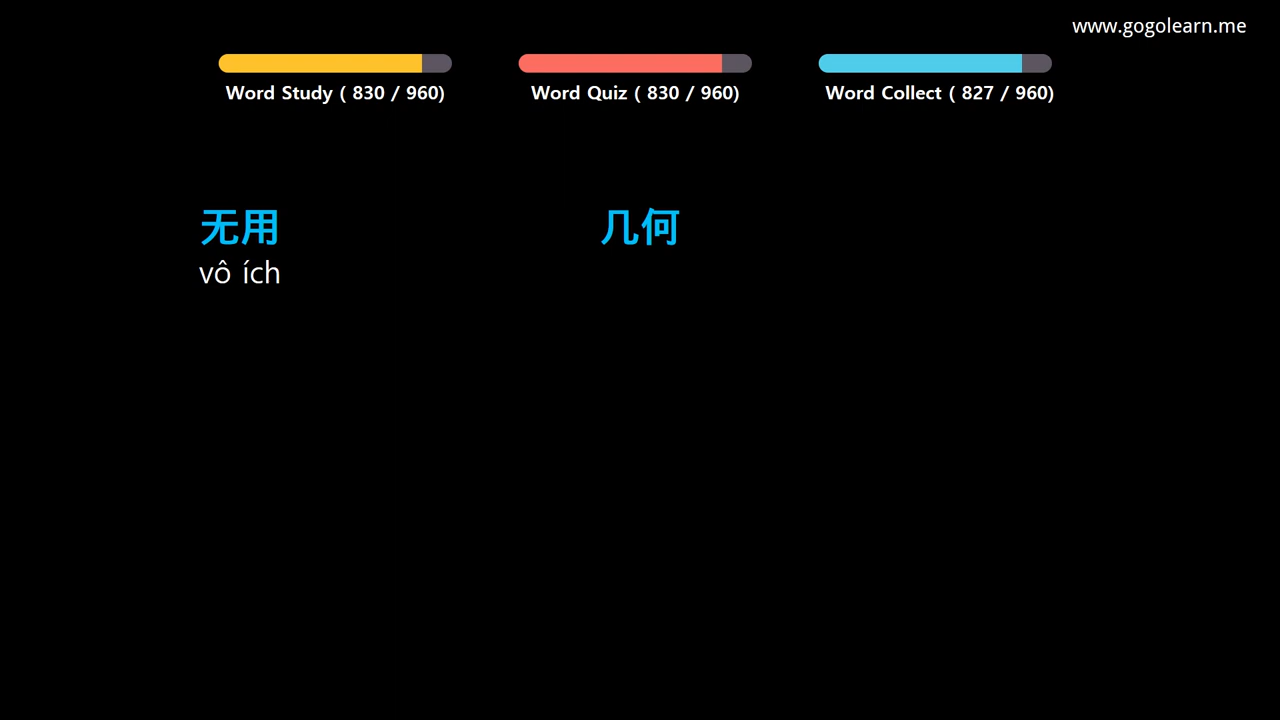 www.gogolearn.me
Word Study ( 830 / 960)
Word Quiz ( 830 / 960)
Word Collect ( 827 / 960)
无用
几何
vô ích